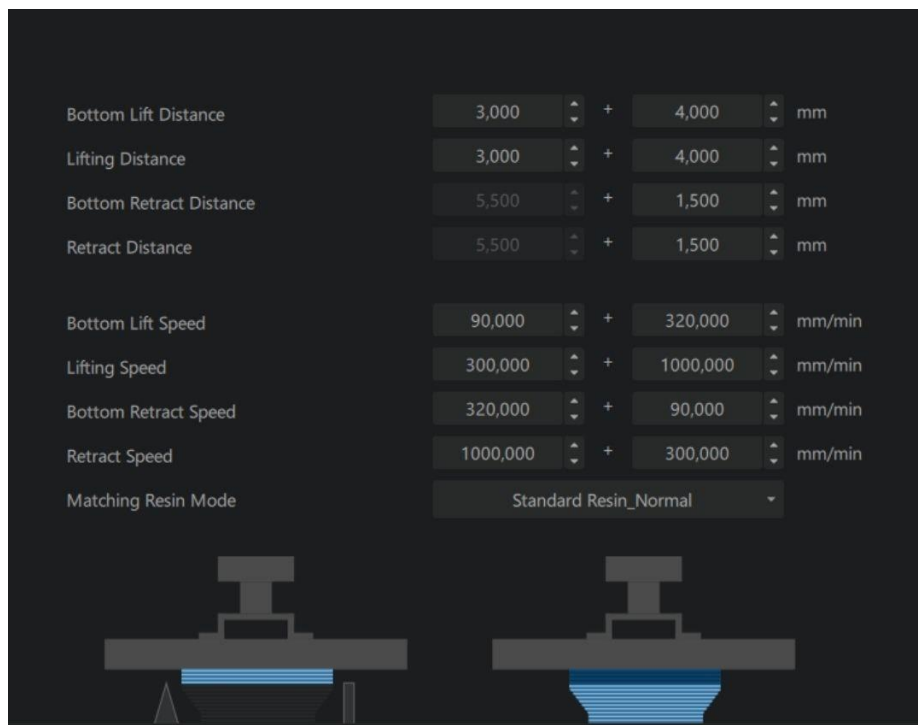 Bottom Lift Distance 3,000 + 4,000 mm
Lifting Distance 3,000 + 4,000 mm
Bottom Retract Distance 5,500 + 1,500 mm
Retract Distance 5,500 + 1,500 mm
Bottom Lift Speed 90,000 + 320,000 mm/min
Lifting Speed 300,000 + 1000,000 mm/min
Bottom Retract Speed 320,000 + 90,000 mm/min
Retract Speed 1000,000 + 300,000 mm/min
Matching Resin Mode Standard Resin_Normal